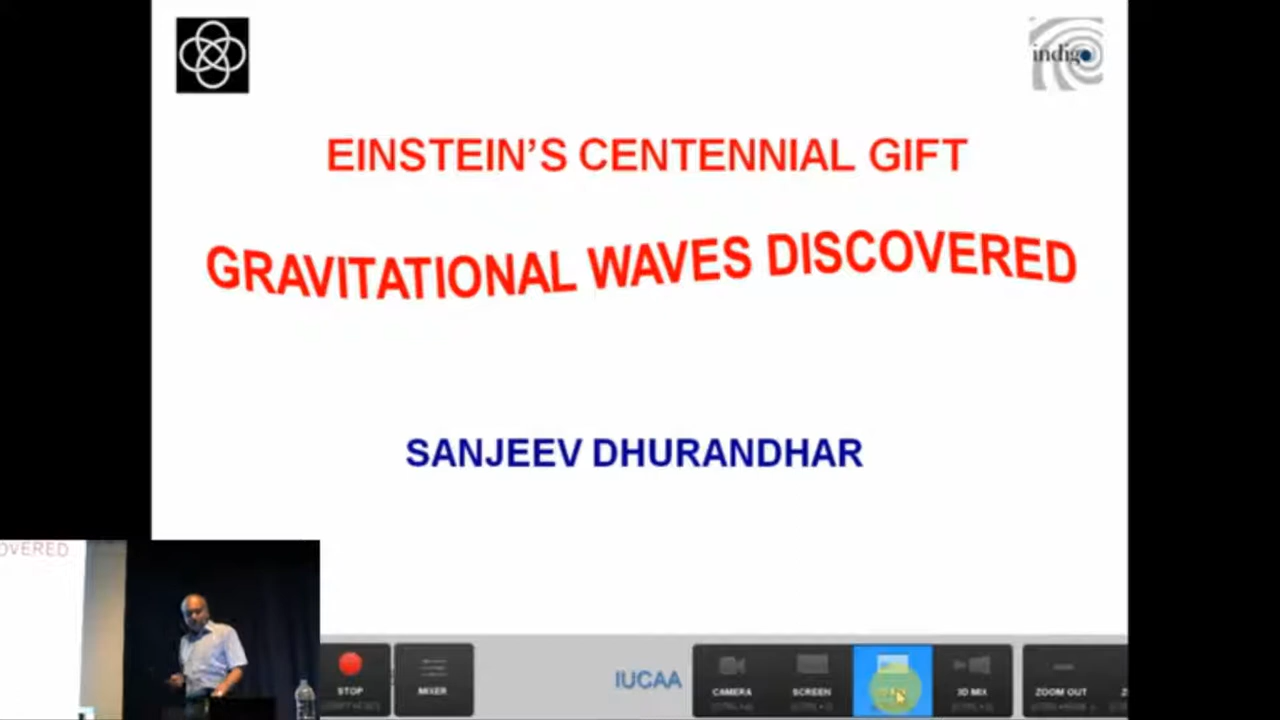 indigo
EINSTEIN'S CENTENNIAL GIFT
GRAVITATIONAL WAVES DISCOVERED
SANJEEV DHURANDHAR
OVERED
STOP
MIXER
IUCAA
CAMERA
SCREEN
3D MIX
ZOOM OUT